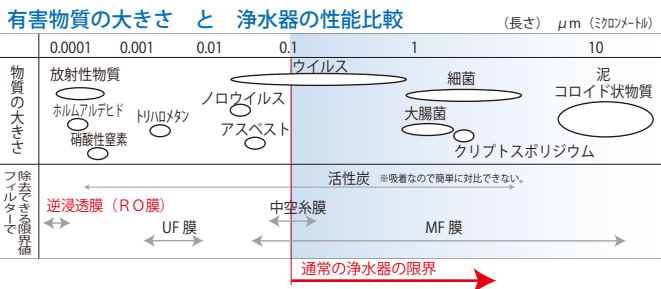 有害物質の大きさ と 浄水器の性能比較
(長さ) μm(ミクロンメートル)
0.0001 0.001 0.01 0.1 1 10
物質の大きさ
放射性物質
ウイルス
細菌
泥
コロイド状物質
ホルムアルデヒド
トリハロメタン
ノロウイルス
大腸菌
硝酸性窒素
アスベスト
クリプトスポリジウム
フィルターで
除去できる限界値
活性炭 ※吸着なので簡単に対比できない。
逆浸透膜(RO膜)
中空糸膜
UF膜
MF膜
通常の浄水器の限界